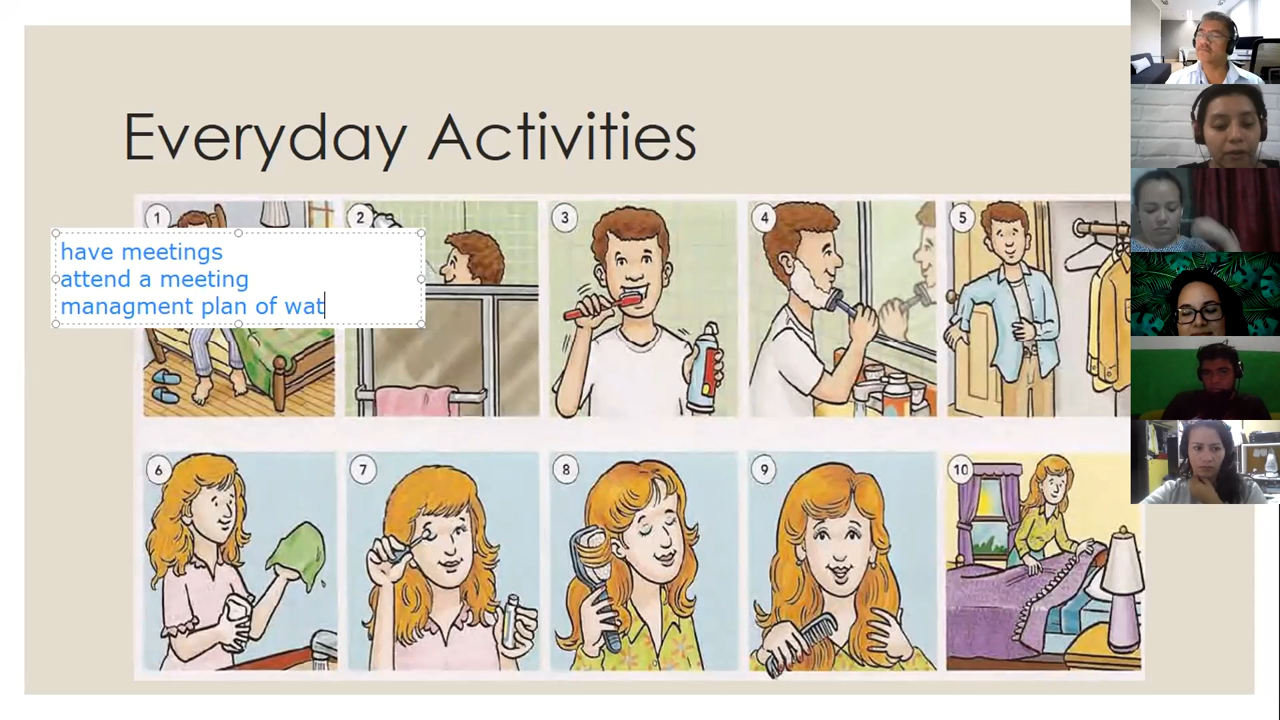 Everyday Activities
1
2
3
4
5
have meetings
attend a meeting
managment plan of wat
6
7
8
9
10